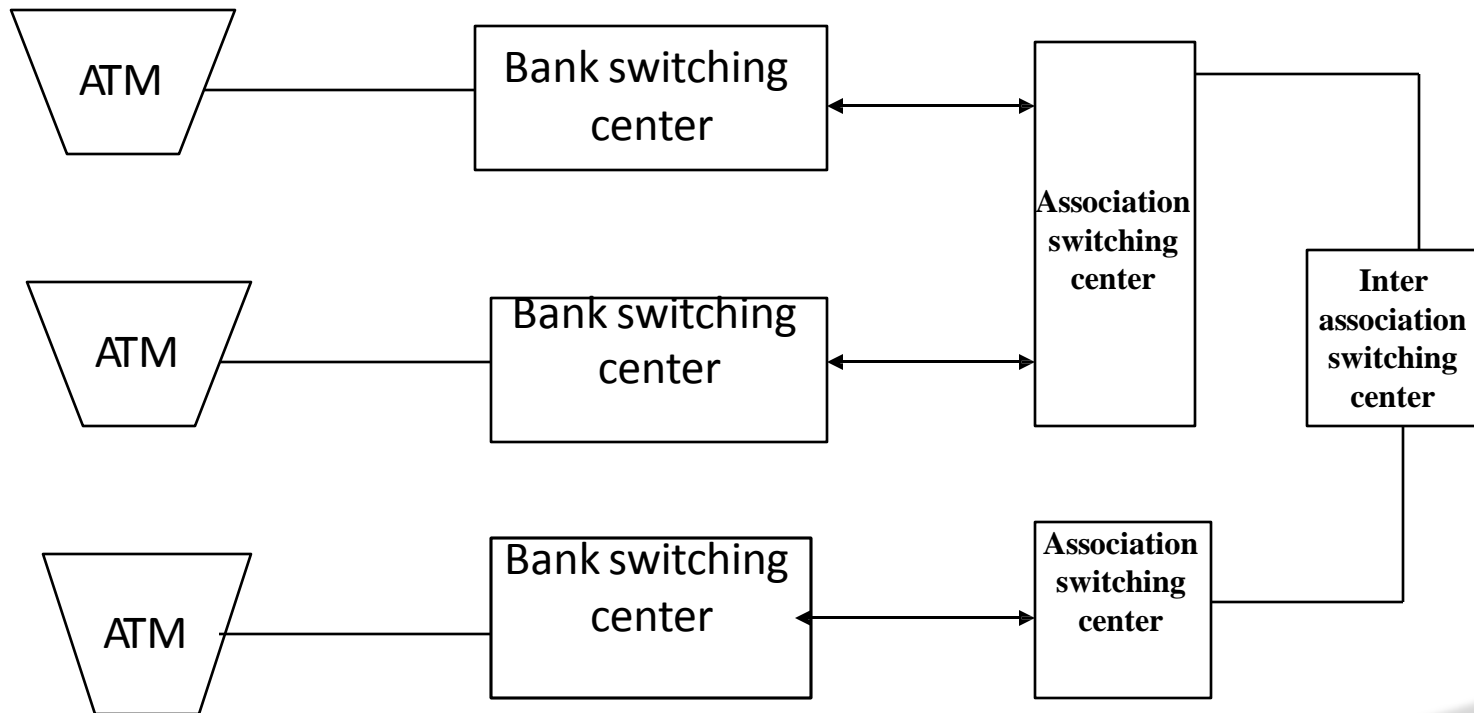 ATM
Bank switching
center
Association
switching
center
ATM
Bank switching
center
Inter
association
switching
center
ATM
Bank switching
center
Association
switching
center